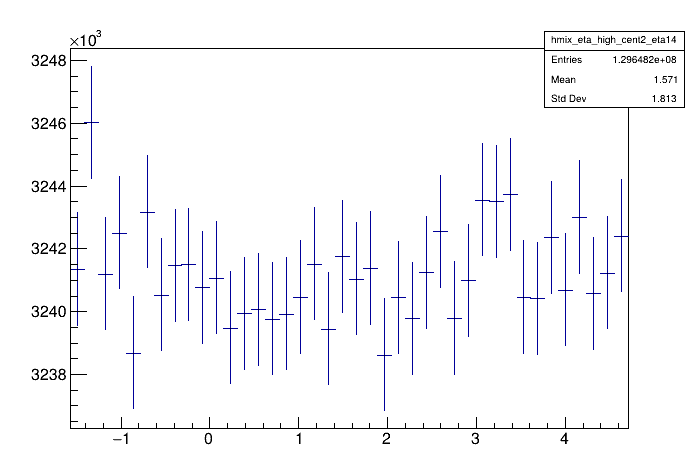 ×10³
hmix_eta_high_cent2_eta14
Entries 1.296482e+08
Mean 1.571
Std Dev 1.813
3248
3246
3244
3242
3240
3238
−1 0 1 2 3 4